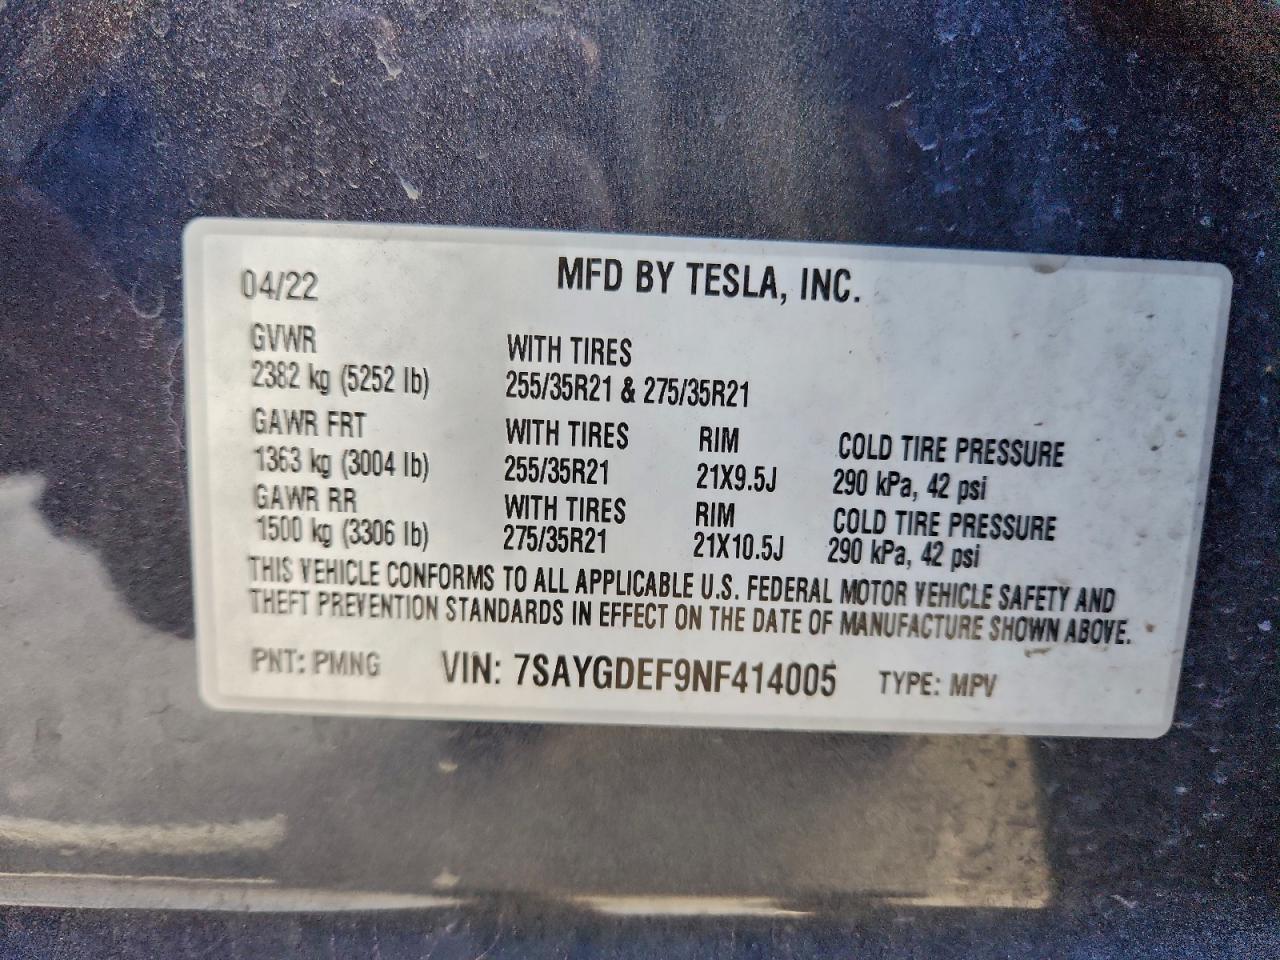 04/22 MFD BY TESLA, INC.
GVWR WITH TIRES
2382 kg (5252 lb) 255/35R21 & 275/35R21
GAWR FRT WITH TIRES RIM COLD TIRE PRESSURE
1363 kg (3004 lb) 255/35R21 21X9.5J 290 kPa, 42 psi
GAWR RR WITH TIRES RIM COLD TIRE PRESSURE
1500 kg (3306 lb) 275/35R21 21X10.5J 290 kPa, 42 psi
THIS VEHICLE CONFORMS TO ALL APPLICABLE U.S. FEDERAL MOTOR VEHICLE SAFETY AND
THEFT PREVENTION STANDARDS IN EFFECT ON THE DATE OF MANUFACTURE SHOWN ABOVE.
PNT: PMNG VIN: 7SAYGDEF9NF414005 TYPE: MPV